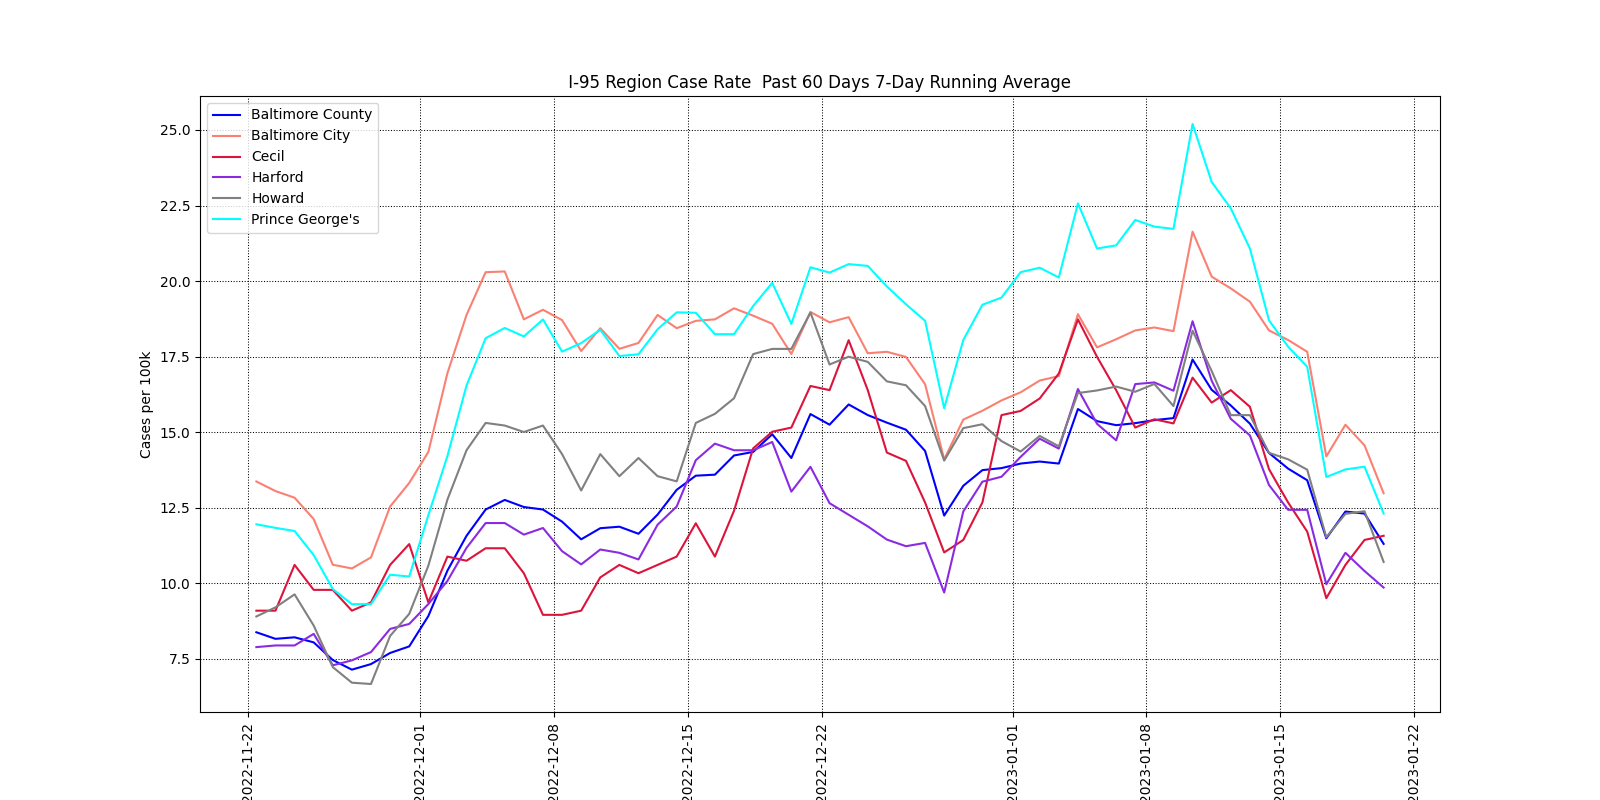 I-95 Region Case Rate  Past 60 Days 7-Day Running Average
Baltimore County
Baltimore City
Cecil
Harford
Howard
Prince George's
Cases per 100k
25.0
22.5
20.0
17.5
15.0
12.5
10.0
7.5
2022-11-22
2022-12-01
2022-12-08
2022-12-15
2022-12-22
2023-01-01
2023-01-08
2023-01-15
2023-01-22